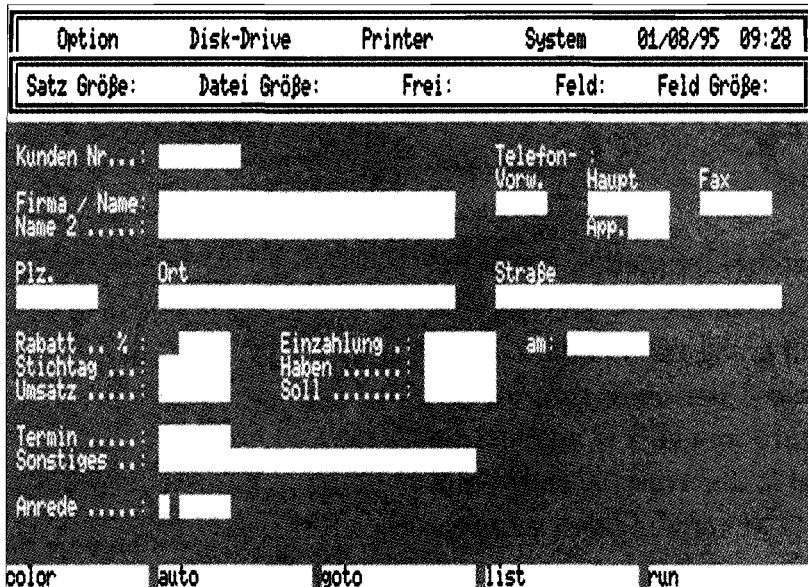 Option Disk-Drive Printer System 01/08/95 09:28
Satz Größe: Datei Größe: Frei: Feld: Feld Größe:
Kunden Nr...: Telefon- :
Vorw. Haupt Fax
Firma / Name:
Name 2 .....: App.
Plz. Ort Straße
Rabatt .. % : Einzahlung .: am:
Stichtag ...: Haben ......:
Umsatz .....: Soll .......:
Termin .....:
Sonstiges ..:
Anrede .....:
color auto goto list run